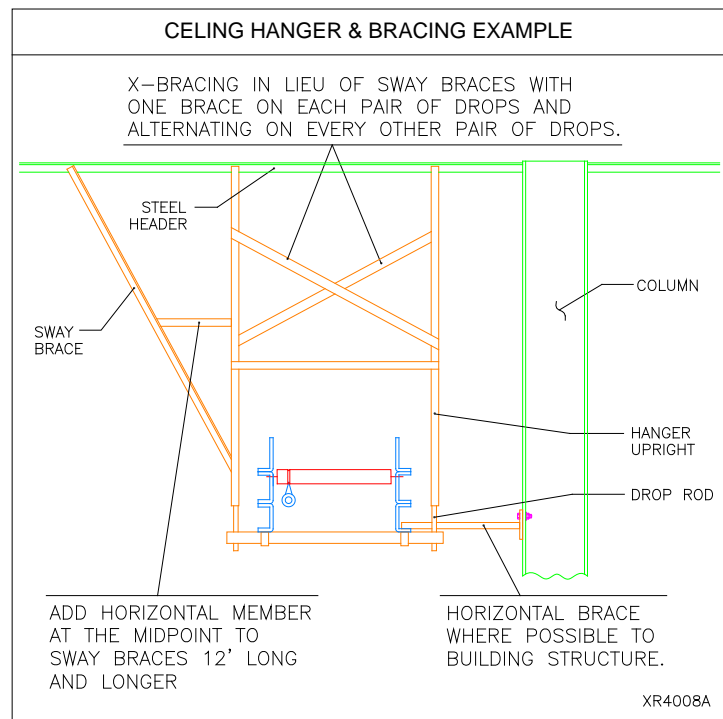 CELING HANGER & BRACING EXAMPLE
X-BRACING IN LIEU OF SWAY BRACES WITH
ONE BRACE ON EACH PAIR OF DROPS AND
ALTERNATING ON EVERY OTHER PAIR OF DROPS.
STEEL
HEADER
COLUMN
SWAY
BRACE
HANGER
UPRIGHT
DROP ROD
ADD HORIZONTAL MEMBER
AT THE MIDPOINT TO
SWAY BRACES 12' LONG
AND LONGER
HORIZONTAL BRACE
WHERE POSSIBLE TO
BUILDING STRUCTURE.
XR4008A